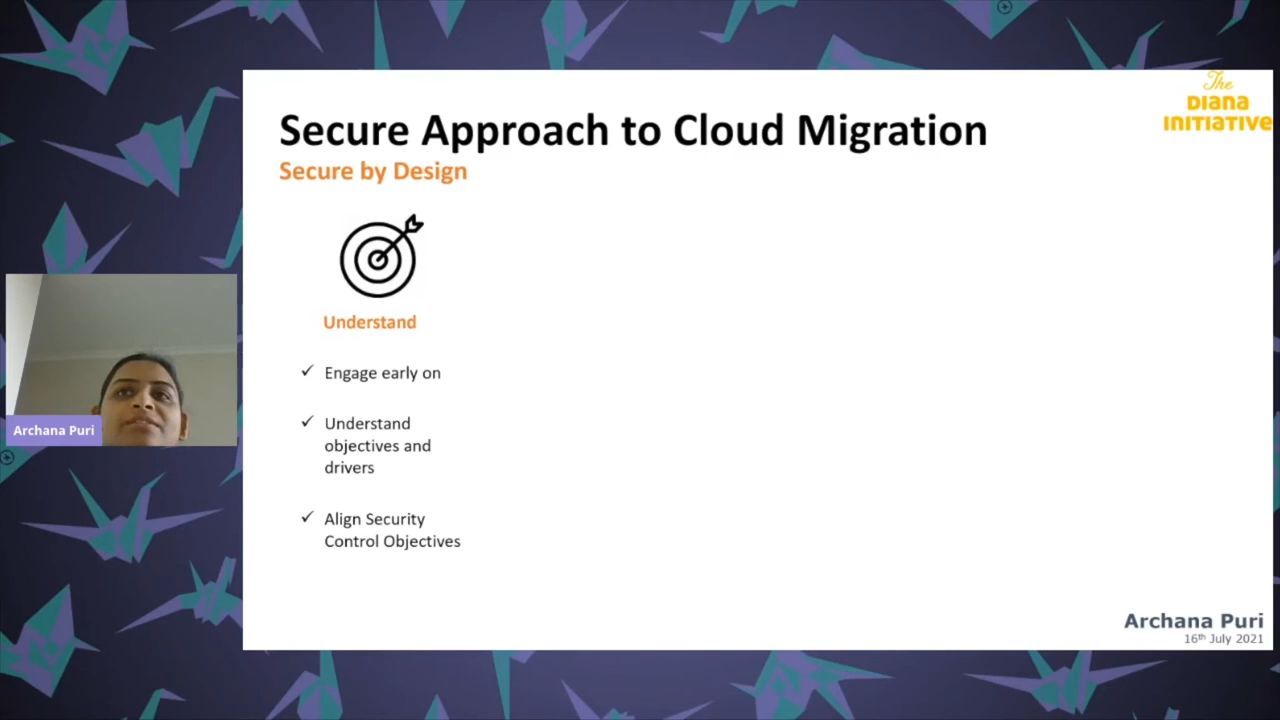 The
DIANA
INITIATIVE
Secure Approach to Cloud Migration
Secure by Design
Understand
✓ Engage early on
✓ Understand
objectives and
drivers
✓ Align Security
Control Objectives
Archana Puri
Archana Puri
16th July 2021